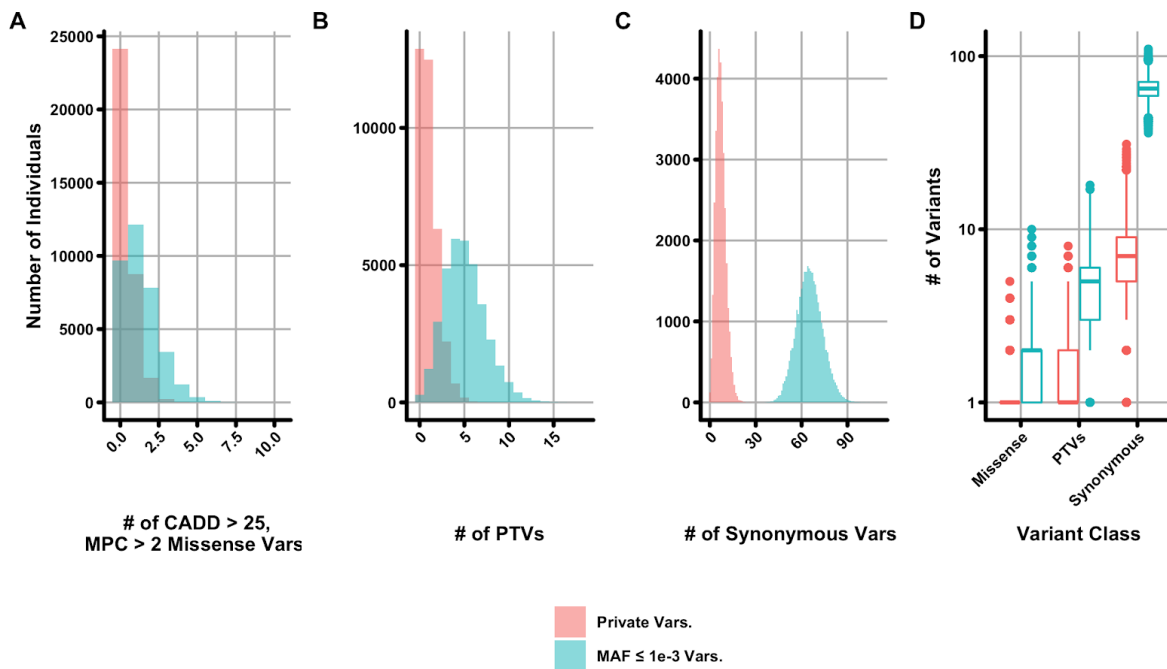 A
B
C
D
Number of Individuals
25000
20000
15000
10000
5000
0
0.0
2.5
5.0
7.5
10.0
# of CADD > 25,
MPC > 2 Missense Vars
10000
5000
0
0
5
10
15
# of PTVs
4000
3000
2000
1000
0
0
30
60
90
# of Synonymous Vars
# of Variants
100
10
1
Missense
PTVs
Synonymous
Variant Class
Private Vars.
MAF ≤ 1e-3 Vars.